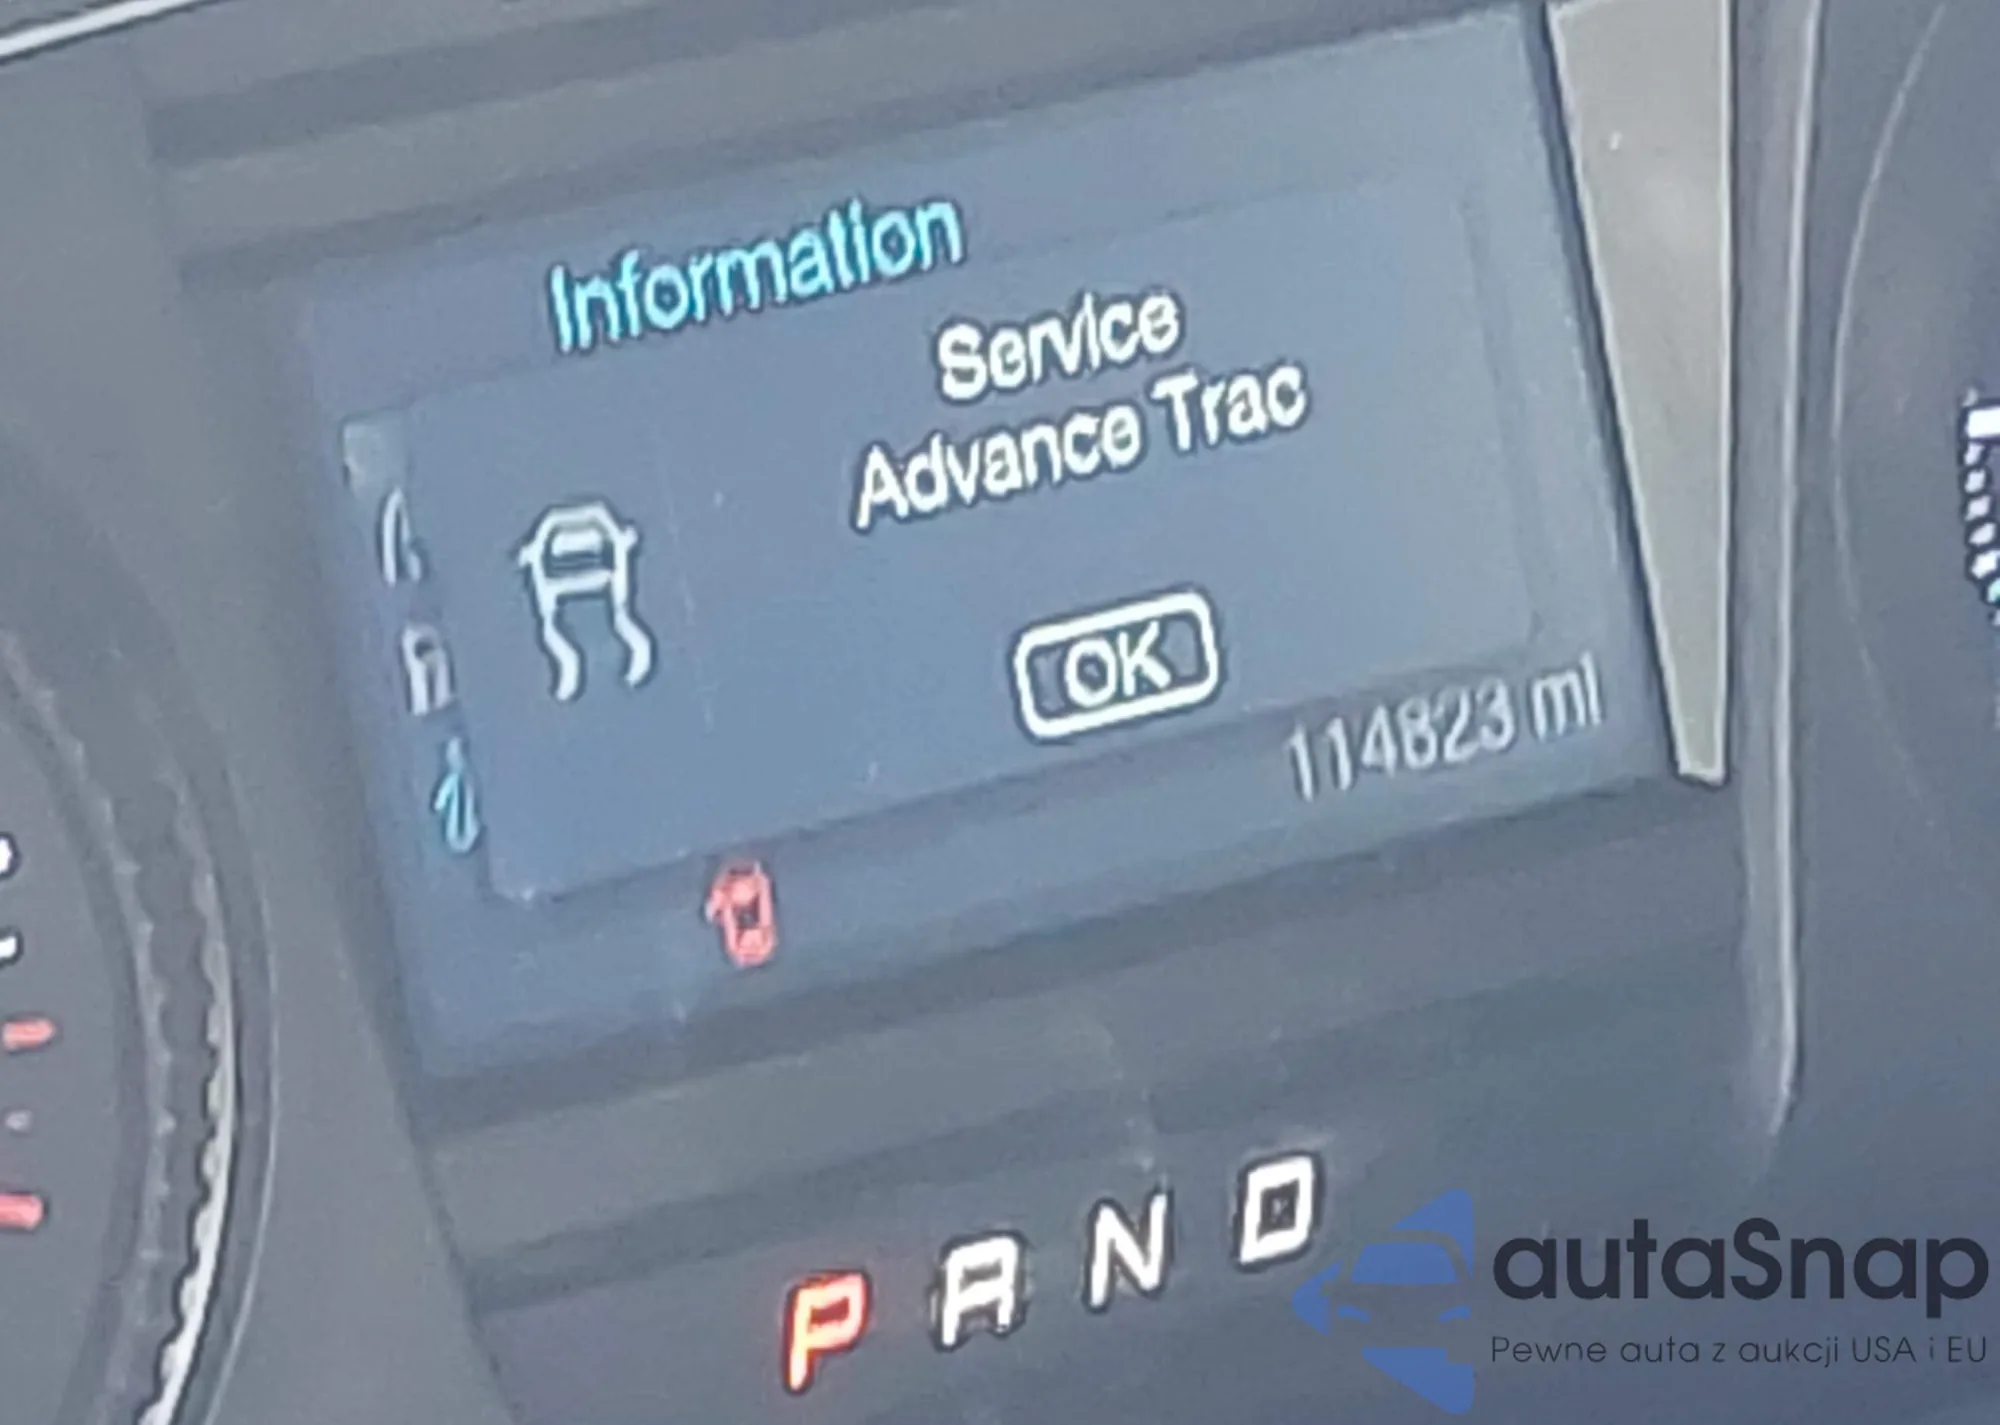 Information
Service
Advance Trac
OK
114823 mi
P R N D
autaSnap
Pewne auta z aukcji USA i EU